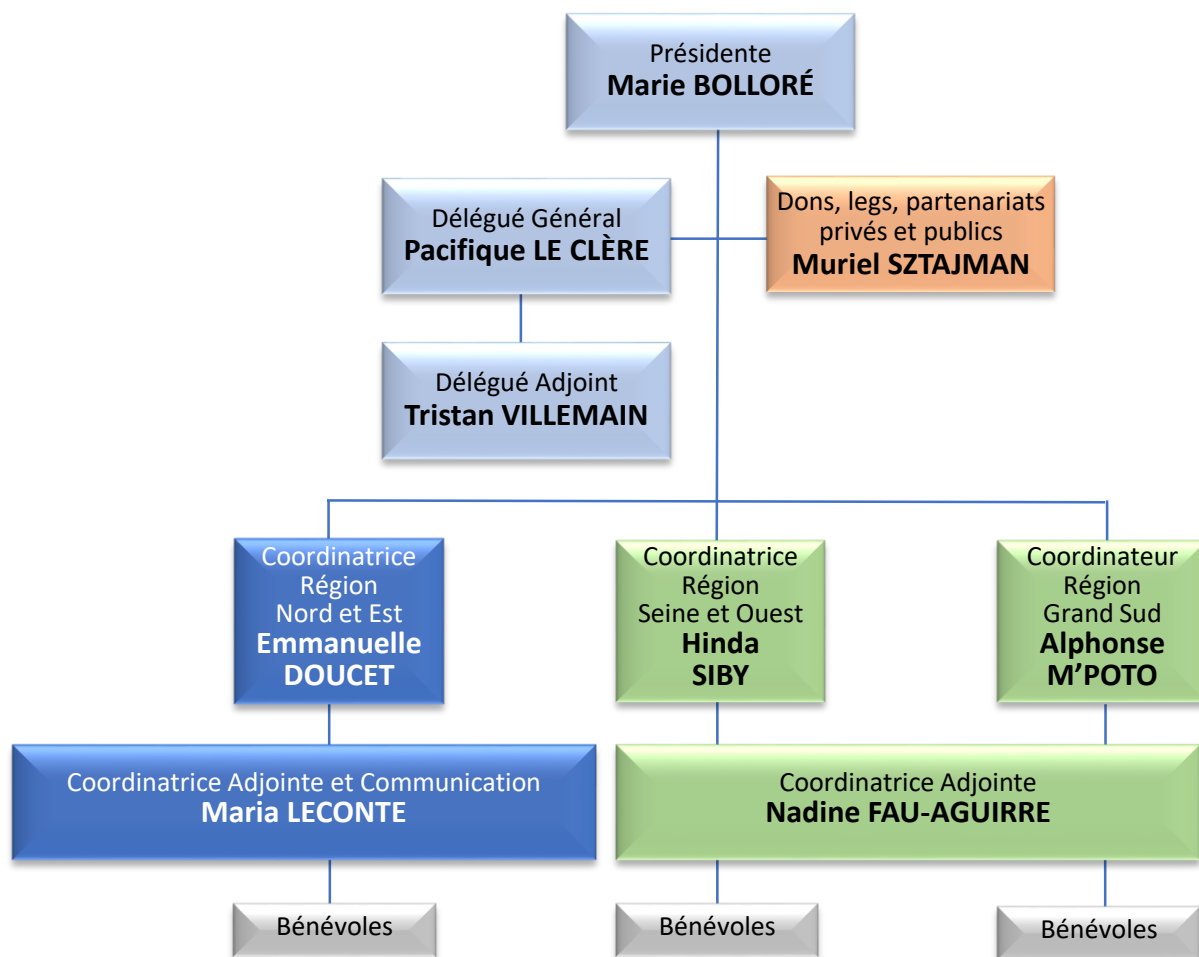 Présidente
Marie BOLLORÉ
Délégué Général
Pacifique LE CLÈRE
Dons, legs, partenariats
privés et publics
Muriel SZTAJMAN
Délégué Adjoint
Tristan VILLEMAIN
Coordinatrice
Région
Nord et Est
Emmanuelle
DOUCET
Coordinatrice
Région
Seine et Ouest
Hinda
SIBY
Coordinateur
Région
Grand Sud
Alphonse
M’POTO
Coordinatrice Adjointe et Communication
Maria LECONTE
Coordinatrice Adjointe
Nadine FAU-AGUIRRE
Bénévoles
Bénévoles
Bénévoles